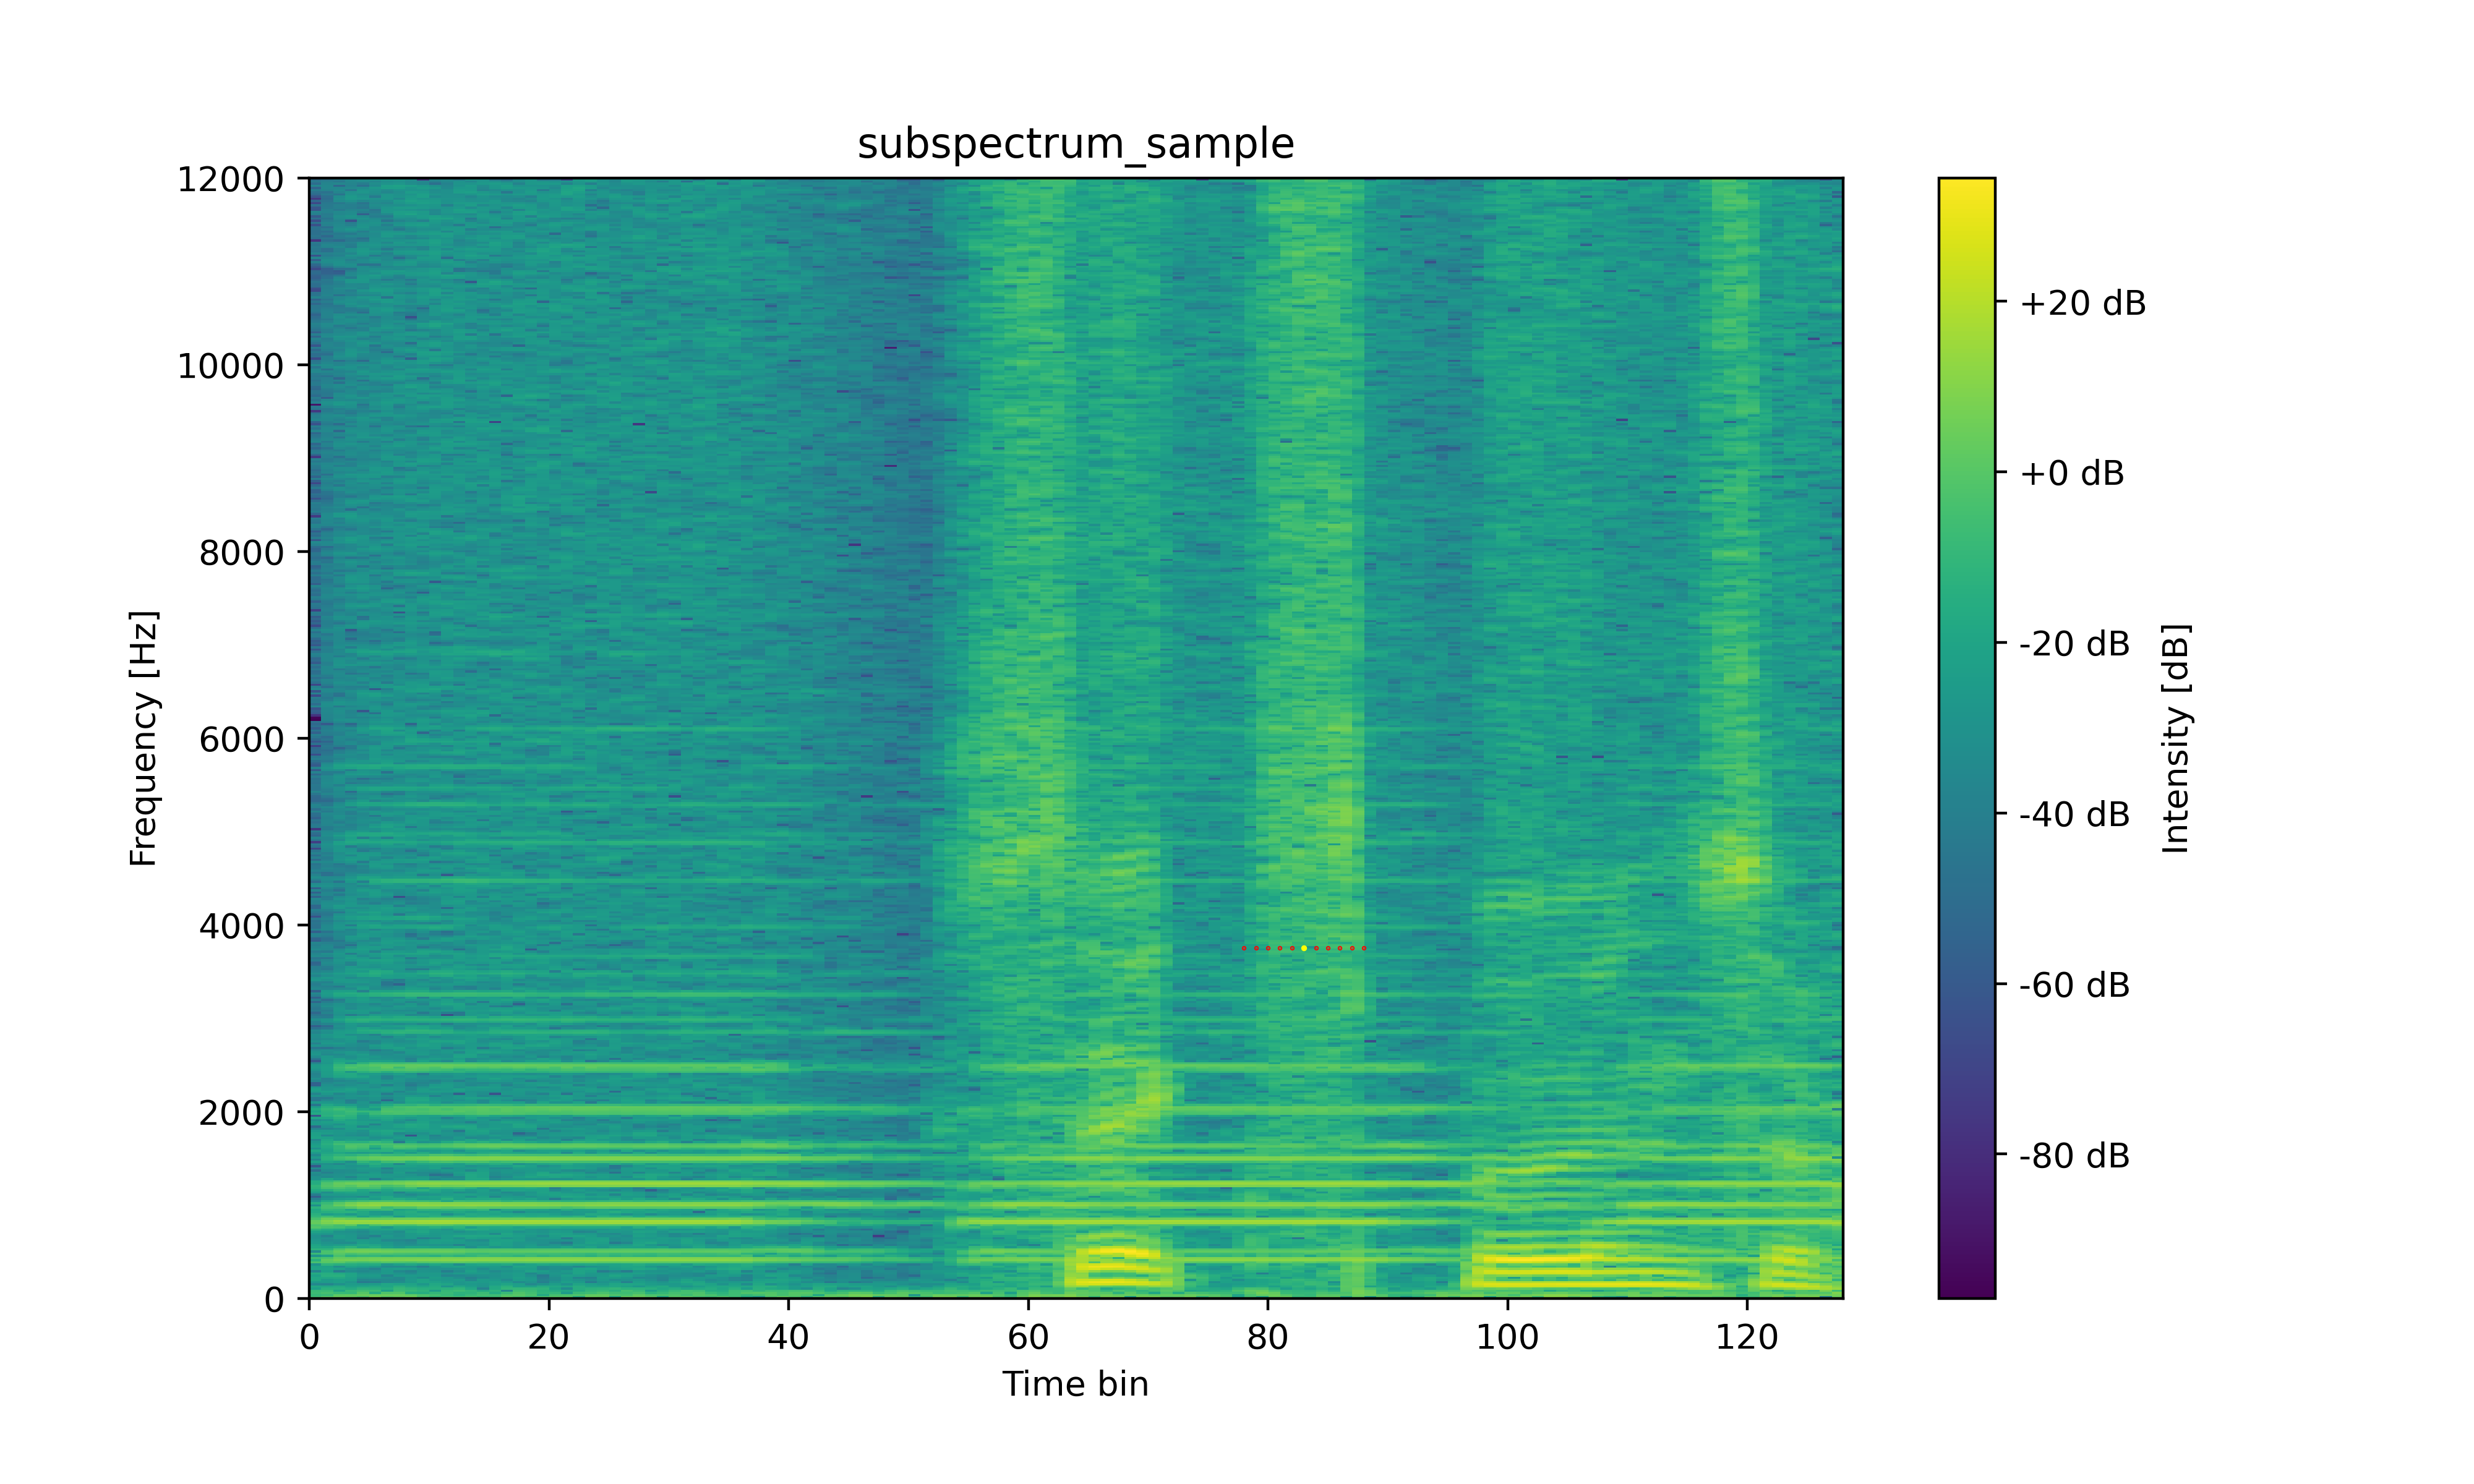 subspectrum_sample
12000
10000
8000
6000
4000
2000
0
Frequency [Hz]
0 20 40 60 80 100 120
Time bin
+20 dB
+0 dB
-20 dB
-40 dB
-60 dB
-80 dB
Intensity [dB]